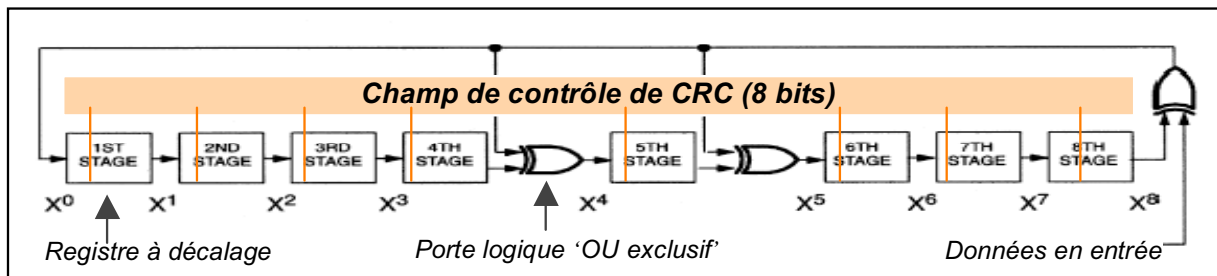 Champ de contrôle de CRC (8 bits)
1ST STAGE 2ND STAGE 3RD STAGE 4TH STAGE 5TH STAGE 6TH STAGE 7TH STAGE 8TH STAGE
X⁰ X¹ X² X³ X⁴ X⁵ X⁶ X⁷ X⁸
Registre à décalage Porte logique ‘OU exclusif’ Données en entrée